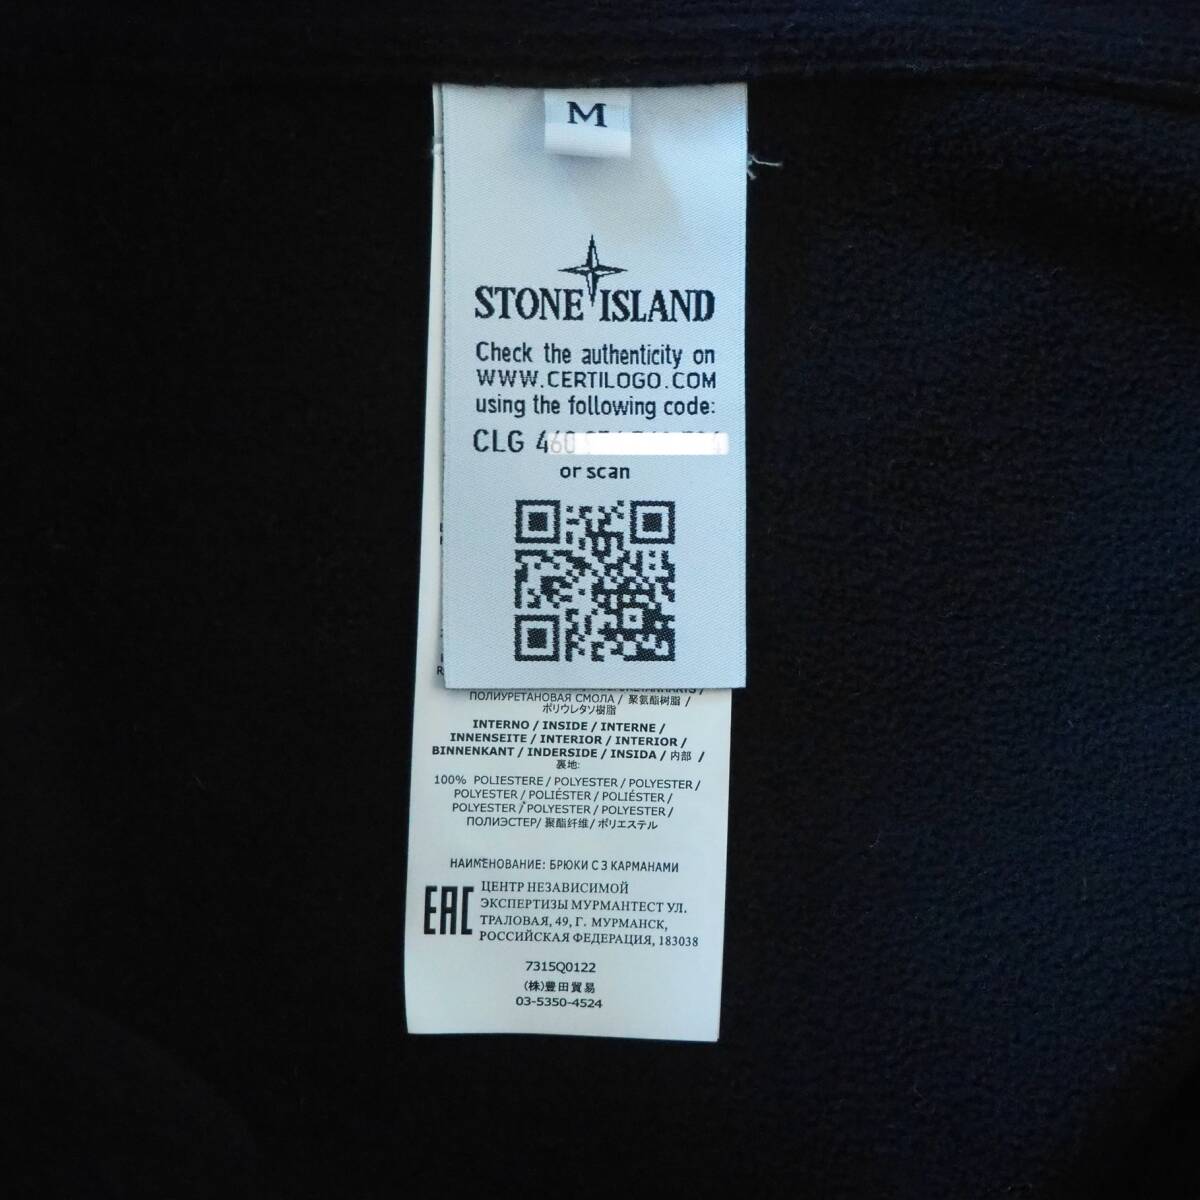 M
STONE ISLAND
Check the authenticity on
WWW.CERTILOGO.COM
using the following code:
CLG 460
or scan
ПОЛИУРЕТАНОВАЯ СМОЛА / 聚氨酯树脂 /
ポリウレタン樹脂
INTERNO / INSIDE / INTERNE /
INNENSEITE / INTERIOR / INTERIOR /
BINNENKANT / INDERSIDE / INSIDA / 内部 /
裏地:
100% POLIESTERE / POLYESTER / POLYESTER /
POLYESTER / POLIÉSTER / POLIÉSTER /
POLYESTER / POLYESTER / POLYESTER /
ПОЛИЭСТЕР / 聚酯纤维 / ポリエステル
НАИМЕНОВАНИЕ: БРЮКИ С 3 КАРМАНАМИ
EAC
ЦЕНТР НЕЗАВИСИМОЙ
ЭКСПЕРТИЗЫ МУРМАНТЕСТ УЛ.
ТРАЛОВАЯ, 49, Г. МУРМАНСК,
РОССИЙСКАЯ ФЕДЕРАЦИЯ, 183038
7315Q0122
(株)豊田貿易
03-5350-4524